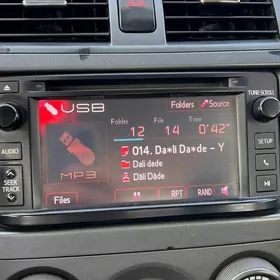 USB
Folders
Source
Folder File Time
12 14 0'42"
014. Da*li Da*de – Y
Dali dade
Dali Dade
MP3
Files
RPT
RAND
AUDIO
SEEK
TRACK
TUNE·SCROLL
SETUP
CALL